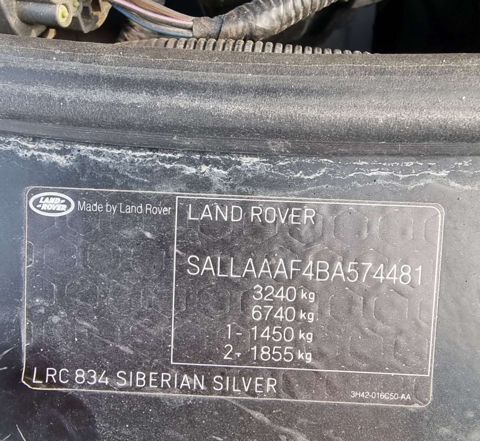 LAND ROVER
Made by Land Rover
LAND ROVER
SALLAAAF4BA574481
3240 kg
6740 kg
1- 1450 kg
2- 1855 kg
LRC 834 SIBERIAN SILVER
3H42-016C50-AA